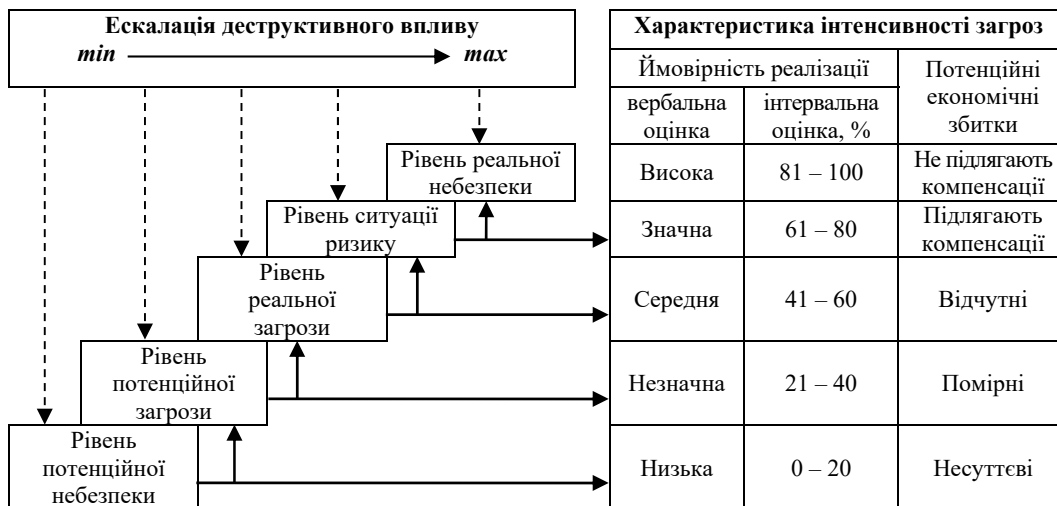 Ескалація деструктивного впливу
min
max
Характеристика інтенсивності загроз
Ймовірність реалізації
Потенційні
економічні
збитки
вербальна
оцінка
інтервальна
оцінка, %
Рівень реальної
небезпеки
Висока
81 – 100
Не підлягають
компенсації
Рівень ситуації
ризику
Значна
61 – 80
Підлягають
компенсації
Рівень
реальної
загрози
Середня
41 – 60
Відчутні
Рівень
потенційної
загрози
Незначна
21 – 40
Помірні
Рівень
потенційної
небезпеки
Низька
0 – 20
Несуттєві